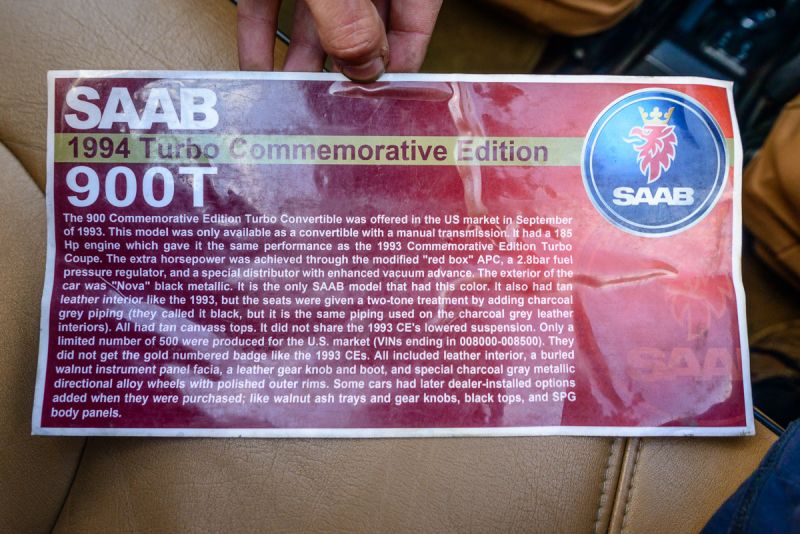 SAAB
1994 Turbo Commemorative Edition
900T
SAAB
The 900 Commemorative Edition Turbo Convertible was offered in the US market in September
of 1993. This model was only available as a convertible with a manual transmission. It had a 185
Hp engine which gave it the same performance as the 1993 Commemorative Edition Turbo
Coupe. The extra horsepower was achieved through the modified "red box" APC, a 2.8bar fuel
pressure regulator, and a special distributor with enhanced vacuum advance. The exterior of the
car was "Nova" black metallic. It is the only SAAB model that had this color. It also had tan
leather interior like the 1993, but the seats were given a two-tone treatment by adding charcoal
grey piping (they called it black, but it is the same piping used on the charcoal grey leather
interiors). All had tan canvass tops. It did not share the 1993 CE's lowered suspension. Only a
limited number of 500 were produced for the U.S. market (VINs ending in 008000-008500). They
did not get the gold numbered badge like the 1993 CEs. All included leather interior, a burled
walnut instrument panel facia, a leather gear knob and boot, and special charcoal gray metallic
directional alloy wheels with polished outer rims. Some cars had later dealer-installed options
added when they were purchased; like walnut ash trays and gear knobs, black tops, and SPG
body panels.
SAAB